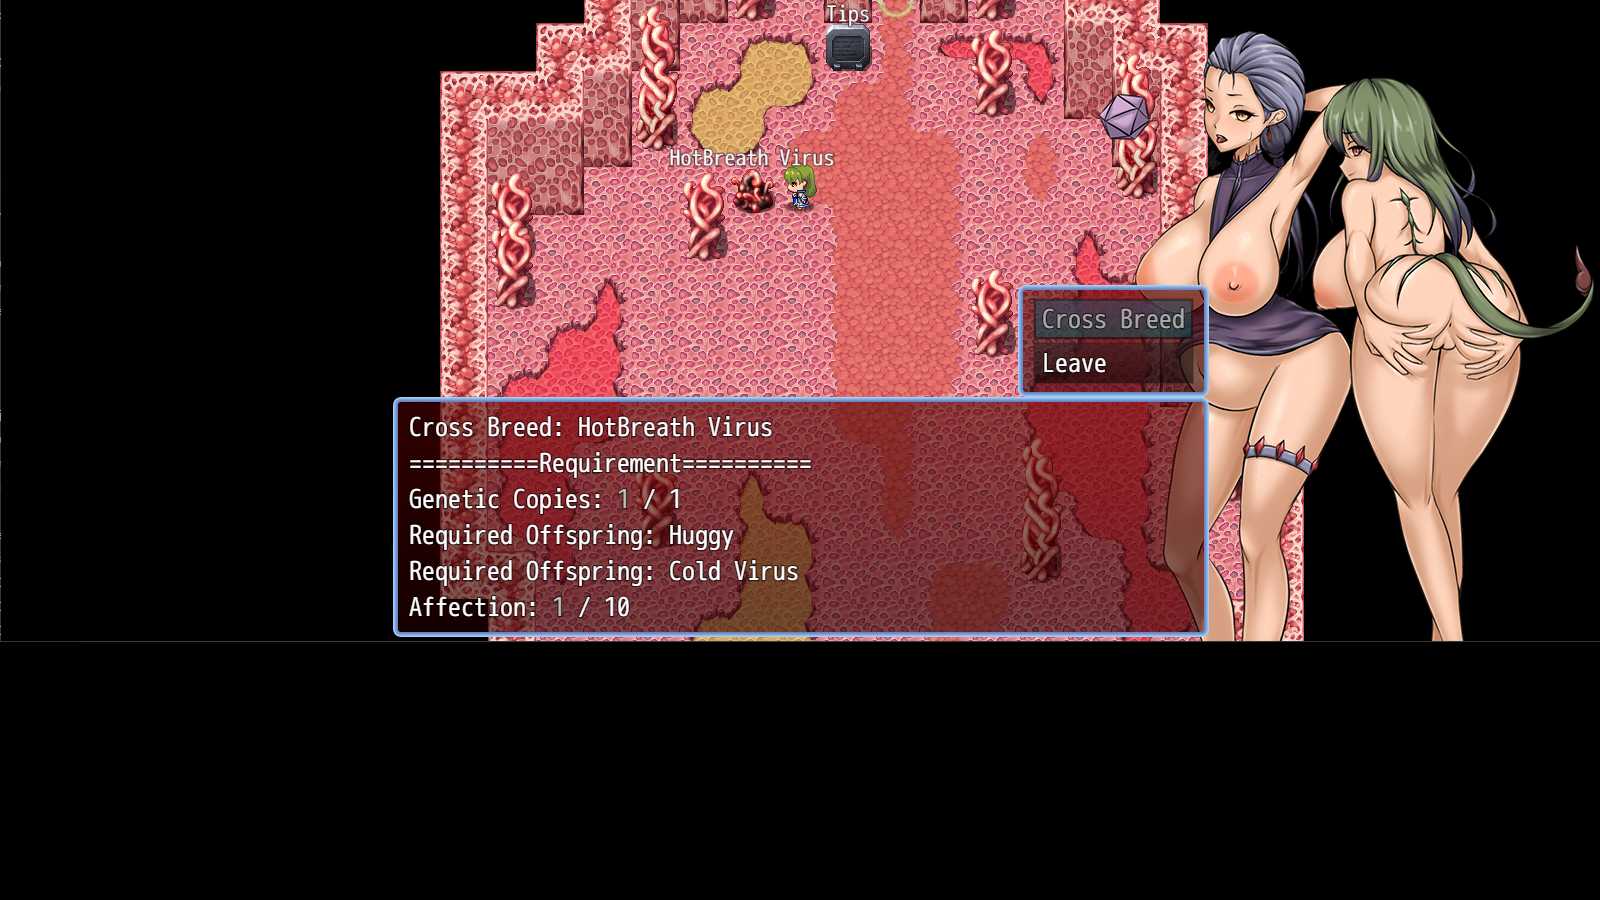 Tips
HotBreath Virus
Cross Breed
Leave
Cross Breed: HotBreath Virus
==========Requirement==========
Genetic Copies: 1 / 1
Required Offspring: Huggy
Required Offspring: Cold Virus
Affection: 1 / 10